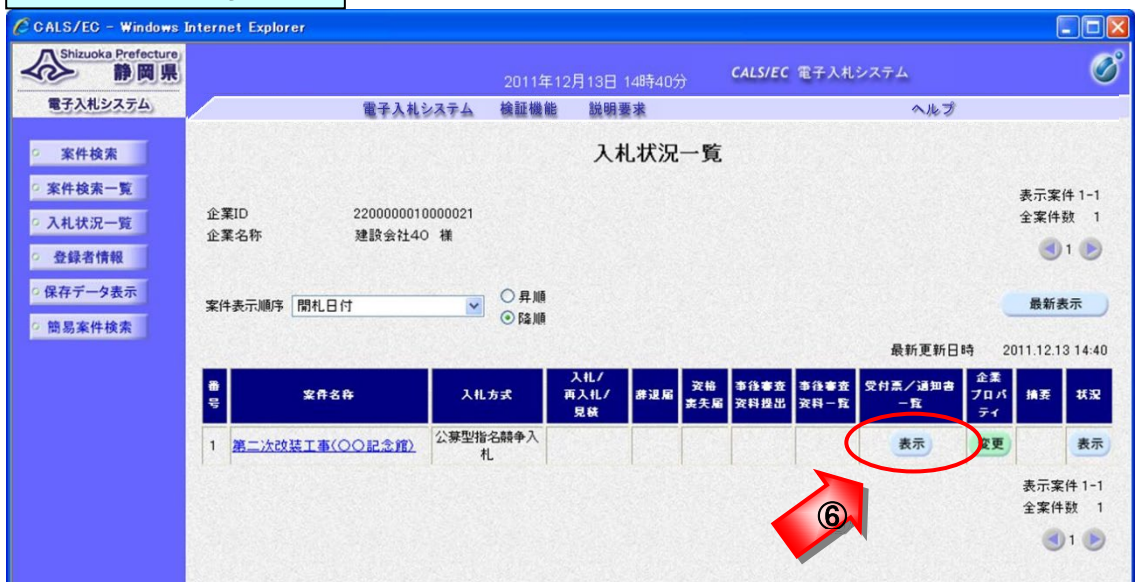 CALS/EC - Windows Internet Explorer
Shizuoka Prefecture
静岡県
電子入札システム
2011年12月13日 14時40分
CALS/EC 電子入札システム
電子入札システム 検証機能 説明要求 ヘルプ
案件検索
案件検索一覧
入札状況一覧
登録者情報
保存データ表示
簡易案件検索
入札状況一覧
表示案件 1-1
全案件数 1
1
企業ID 2200000010000021
企業名称 建設会社40 様
案件表示順序 開札日付
昇順
降順
最新表示
最新更新日時 2011.12.13 14:40
番号 案件名称 入札方式 入札/再入札/見積 辞退届 資格喪失届 事後審査資料提出 事後審査資料一覧 受付票/通知書一覧 企業プロパティ 摘要 状況
1 第二次改装工事(〇〇記念館) 公募型指名競争入札 表示 変更 表示
表示案件 1-1
全案件数 1
1
⑥